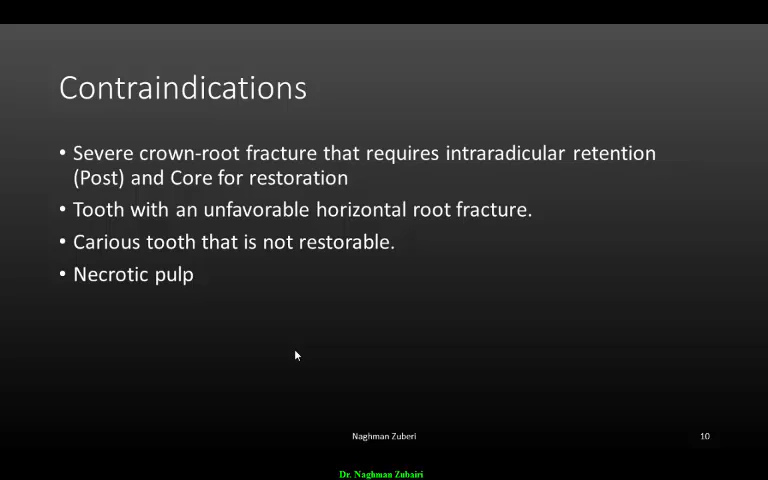 Contraindications
• Severe crown-root fracture that requires intraradicular retention
(Post) and Core for restoration
• Tooth with an unfavorable horizontal root fracture.
• Carious tooth that is not restorable.
• Necrotic pulp
Naghman Zuberi
10
Dr. Naghman Zubairi